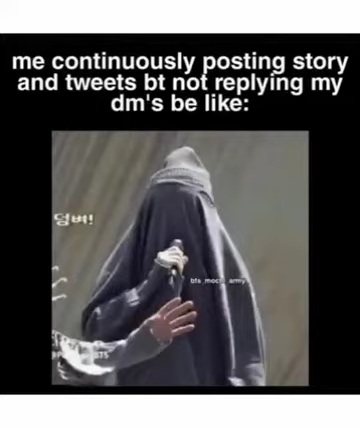 me continuously posting story
and tweets bt not replying my
dm's be like:
덤벼!
bts_mochi_army